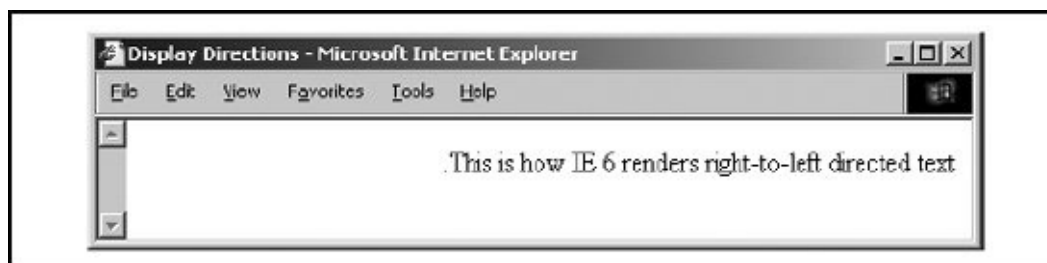 Display Directions - Microsoft Internet Explorer
File Edit View Favorites Tools Help
.This is how IE 6 renders right-to-left directed text